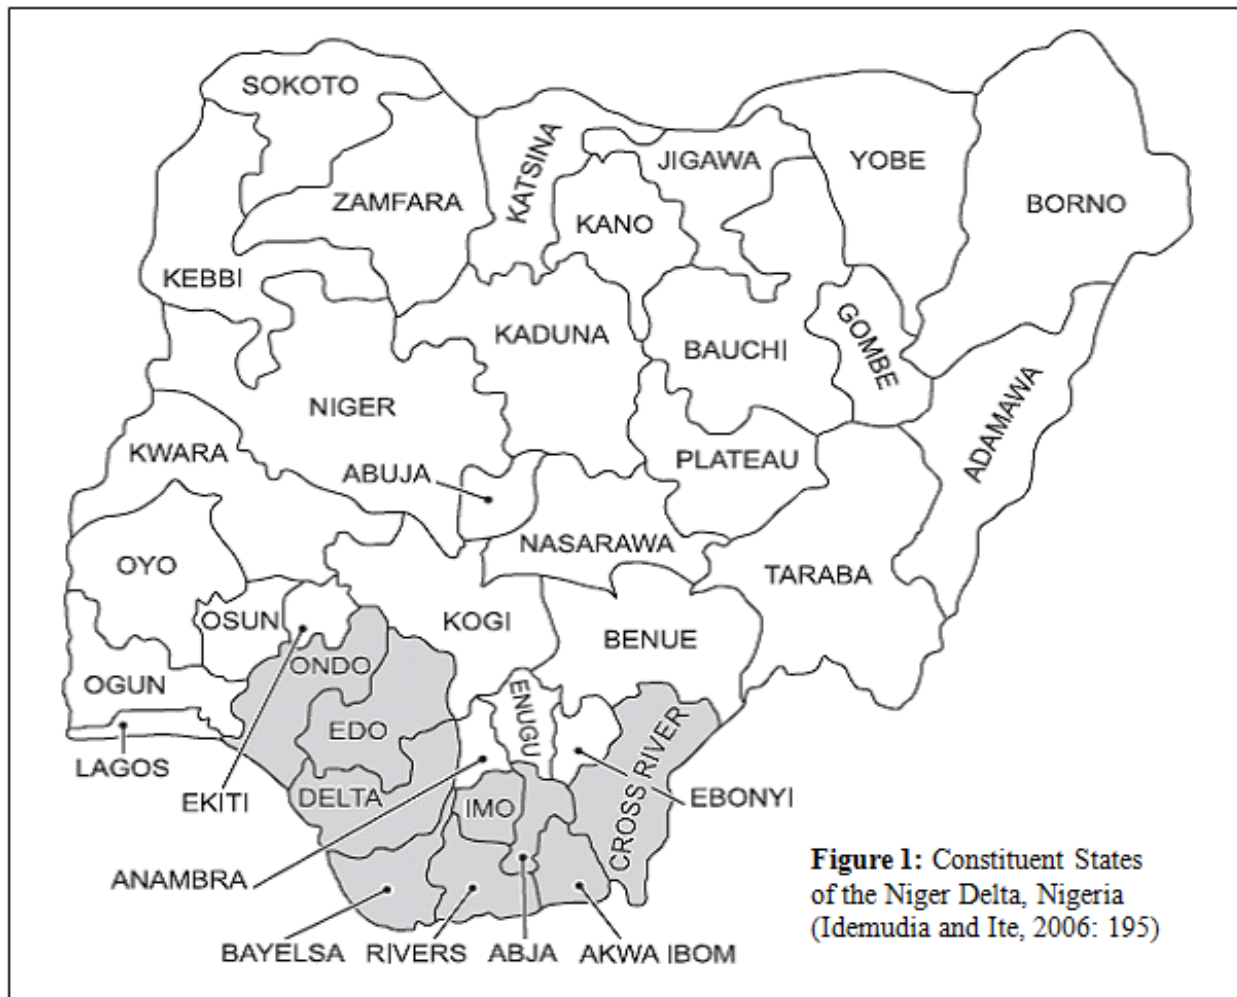 SOKOTO
KATSINA
JIGAWA
YOBE
BORNO
ZAMFARA
KANO
KEBBI
KADUNA
BAUCHI
GOMBE
NIGER
ADAMAWA
KWARA
ABUJA
PLATEAU
NASARAWA
OYO
TARABA
OSUN
KOGI
BENUE
ONDO
OGUN
ENUGU
EDO
CROSS RIVER
LAGOS
EKITI
DELTA
IMO
EBONYI
ANAMBRA
BAYELSA
RIVERS
ABJA
AKWA IBOM
Figure 1: Constituent States
of the Niger Delta, Nigeria
(Idemudia and Ite, 2006: 195)